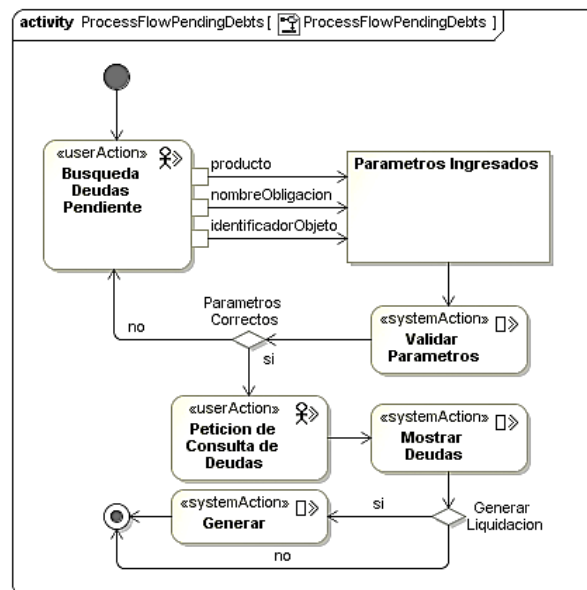 activity ProcessFlowPendingDebts [ ProcessFlowPendingDebts ]
«userAction»
Busqueda
Deudas
Pendiente
producto
nombreObligacion
identificadorObjeto
Parametros Ingresados
Parametros
Correctos
no
si
«systemAction»
Validar
Parametros
«userAction»
Peticion de
Consulta de
Deudas
«systemAction»
Mostrar
Deudas
«systemAction»
Generar
si
Generar
Liquidacion
no